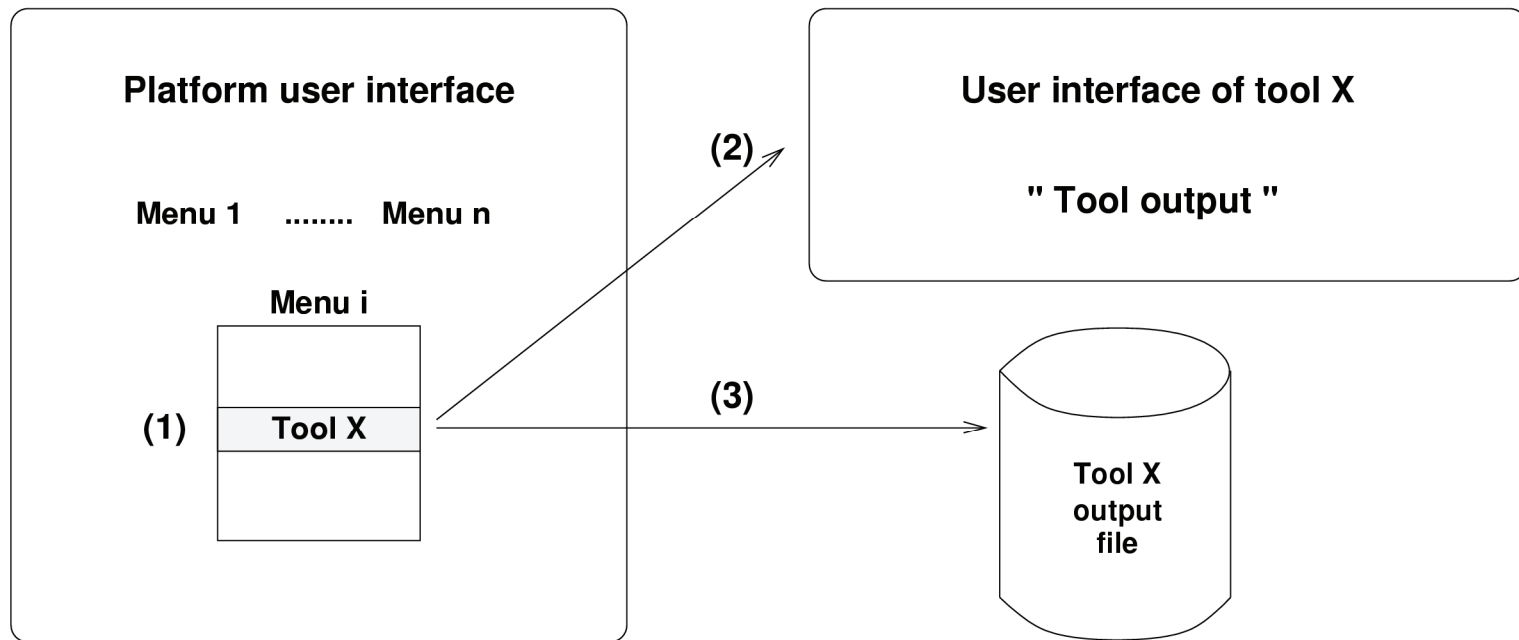 Platform user interface
User interface of tool X
(2)
" Tool output "
Menu 1 ........ Menu n
Menu i
(3)
(1)
Tool X
Tool X
output
file